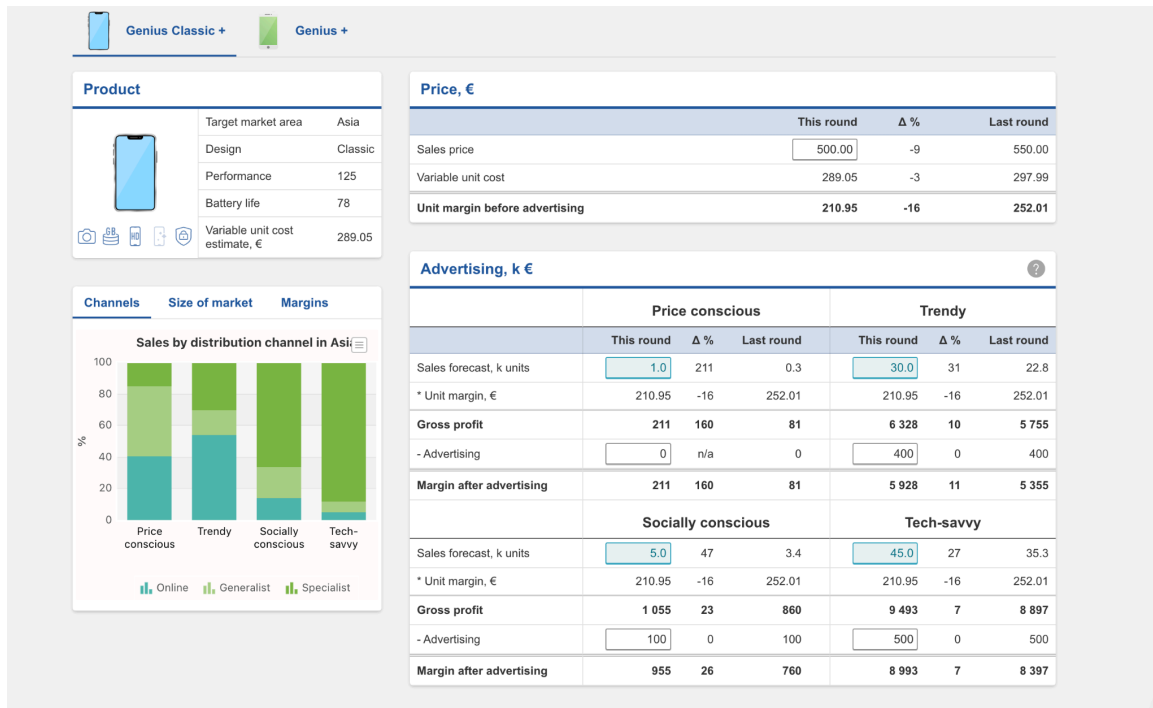 Genius Classic + Genius +
Product
Target market area Asia
Design Classic
Performance 125
Battery life 78
GB HD
Variable unit cost estimate, € 289.05
Price, €
This round Δ % Last round
Sales price 500.00 -9 550.00
Variable unit cost 289.05 -3 297.99
Unit margin before advertising 210.95 -16 252.01
Channels Size of market Margins
Sales by distribution channel in Asia
100
80
60
40
20
0
%
Price conscious Trendy Socially conscious Tech-savvy
Online Generalist Specialist
Advertising, k € ?
Price conscious Trendy
This round Δ % Last round This round Δ % Last round
Sales forecast, k units 1.0 211 0.3 30.0 31 22.8
* Unit margin, € 210.95 -16 252.01 210.95 -16 252.01
Gross profit 211 160 81 6 328 10 5 755
- Advertising 0 n/a 0 400 0 400
Margin after advertising 211 160 81 5 928 11 5 355
Socially conscious Tech-savvy
Sales forecast, k units 5.0 47 3.4 45.0 27 35.3
* Unit margin, € 210.95 -16 252.01 210.95 -16 252.01
Gross profit 1 055 23 860 9 493 7 8 897
- Advertising 100 0 100 500 0 500
Margin after advertising 955 26 760 8 993 7 8 397